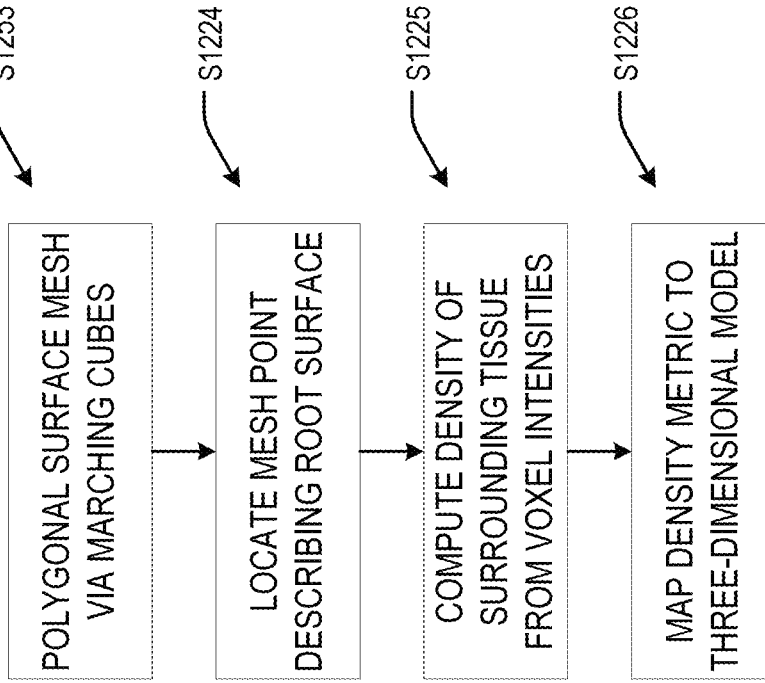 POLYGONAL SURFACE MESH
VIA MARCHING CUBES
S1253
LOCATE MESH POINT
DESCRIBING ROOT SURFACE
S1224
COMPUTE DENSITY OF
SURROUNDING TISSUE
FROM VOXEL INTENSITIES
S1225
MAP DENSITY METRIC TO
THREE-DIMENSIONAL MODEL
S1226